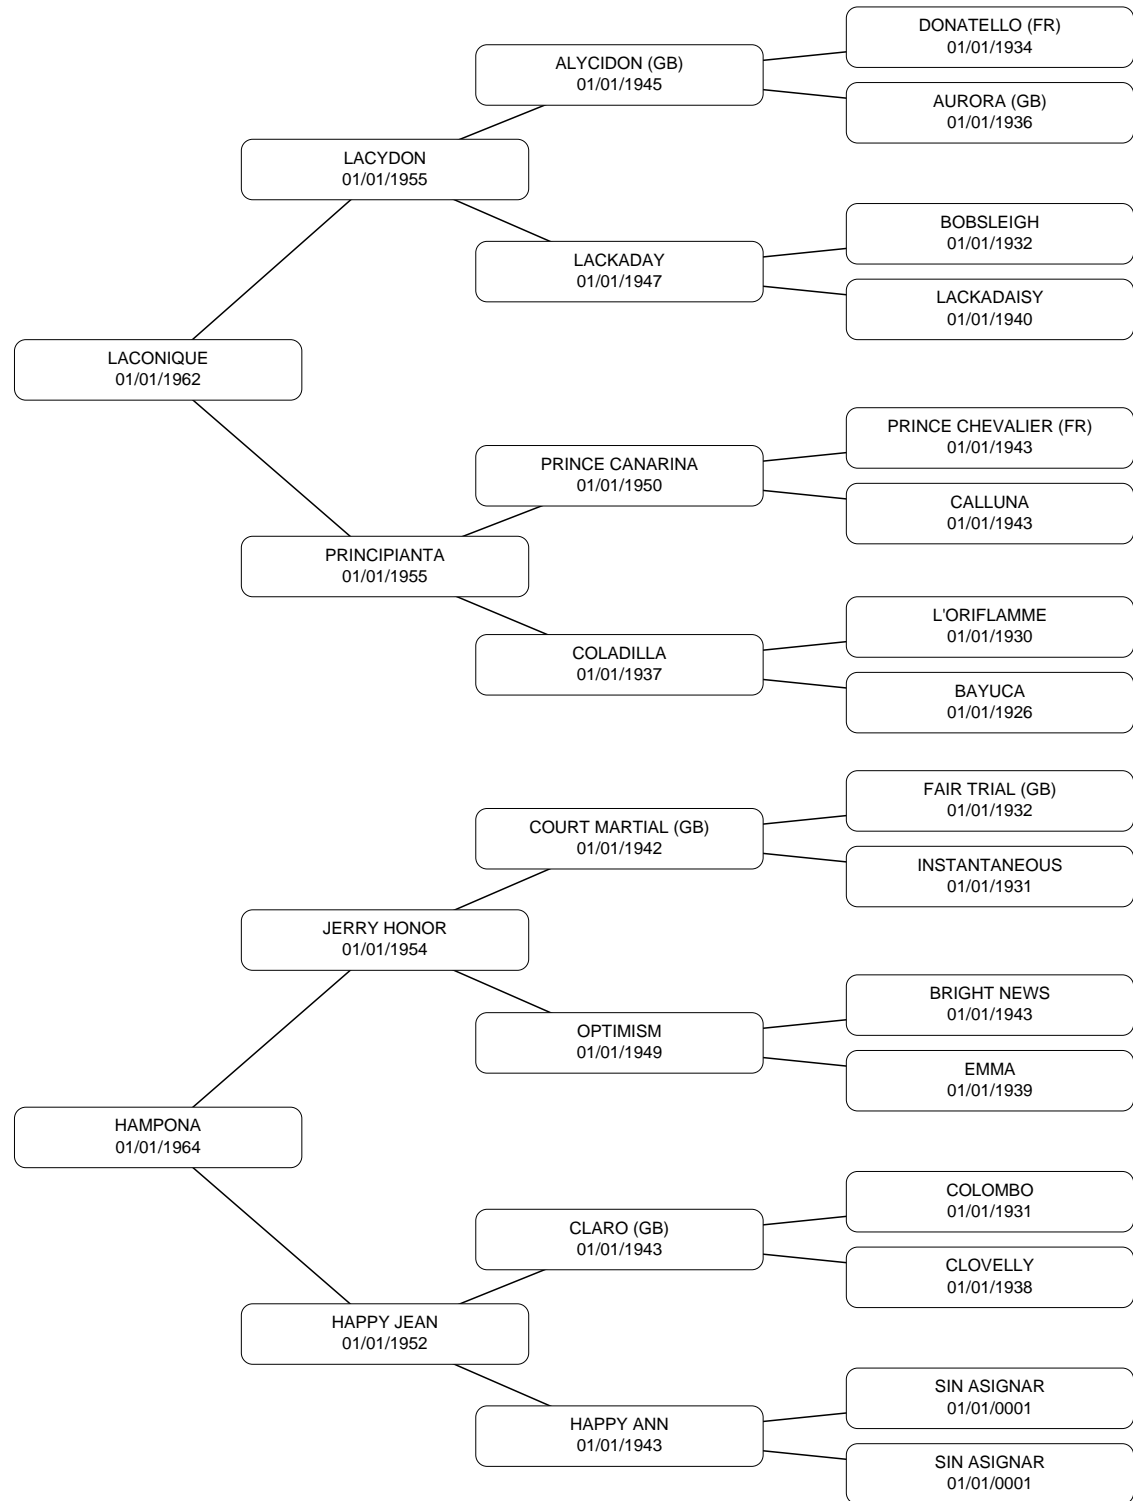 DONATELLO (FR)
01/01/1934
ALYCIDON (GB)
01/01/1945
AURORA (GB)
01/01/1936
LACYDON
01/01/1955
BOBSLEIGH
01/01/1932
LACKADAY
01/01/1947
LACKADAISY
01/01/1940
LACONIQUE
01/01/1962
PRINCE CHEVALIER (FR)
01/01/1943
PRINCE CANARINA
01/01/1950
CALLUNA
01/01/1943
PRINCIPIANTA
01/01/1955
L'ORIFLAMME
01/01/1930
COLADILLA
01/01/1937
BAYUCA
01/01/1926
FAIR TRIAL (GB)
01/01/1932
COURT MARTIAL (GB)
01/01/1942
INSTANTANEOUS
01/01/1931
JERRY HONOR
01/01/1954
BRIGHT NEWS
01/01/1943
OPTIMISM
01/01/1949
EMMA
01/01/1939
HAMPONA
01/01/1964
COLOMBO
01/01/1931
CLARO (GB)
01/01/1943
CLOVELLY
01/01/1938
HAPPY JEAN
01/01/1952
SIN ASIGNAR
01/01/0001
HAPPY ANN
01/01/1943
SIN ASIGNAR
01/01/0001